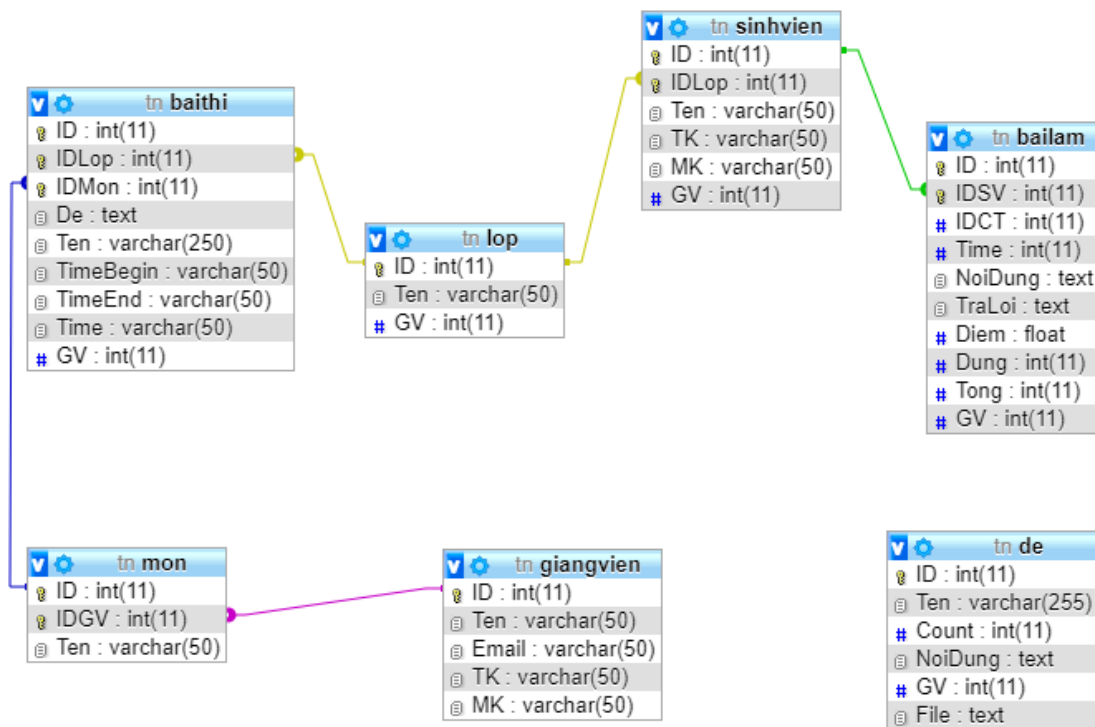 tn baithi
ID : int(11)
IDLop : int(11)
IDMon : int(11)
De : text
Ten : varchar(250)
TimeBegin : varchar(50)
TimeEnd : varchar(50)
Time : varchar(50)
GV : int(11)
tn lop
ID : int(11)
Ten : varchar(50)
GV : int(11)
tn sinhvien
ID : int(11)
IDLop : int(11)
Ten : varchar(50)
TK : varchar(50)
MK : varchar(50)
GV : int(11)
tn bailam
ID : int(11)
IDSV : int(11)
IDCT : int(11)
Time : int(11)
NoiDung : text
TraLoi : text
Diem : float
Dung : int(11)
Tong : int(11)
GV : int(11)
tn mon
ID : int(11)
IDGV : int(11)
Ten : varchar(50)
tn giangvien
ID : int(11)
Ten : varchar(50)
Email : varchar(50)
TK : varchar(50)
MK : varchar(50)
tn de
ID : int(11)
Ten : varchar(255)
Count : int(11)
NoiDung : text
GV : int(11)
File : text